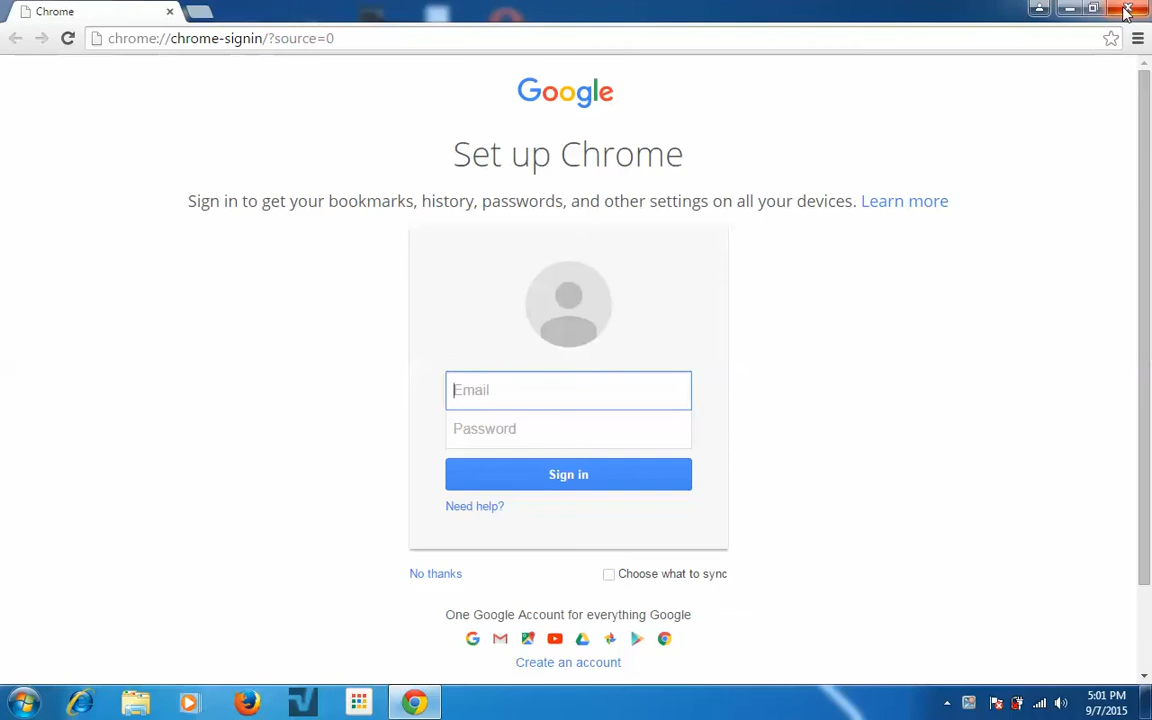 Chrome
chrome://chrome-signin/?source=0
Google
Set up Chrome
Sign in to get your bookmarks, history, passwords, and other settings on all your devices. Learn more
Email
Password
Sign in
Need help?
No thanks
Choose what to sync
One Google Account for everything Google
Create an account
5:01 PM
9/7/2015